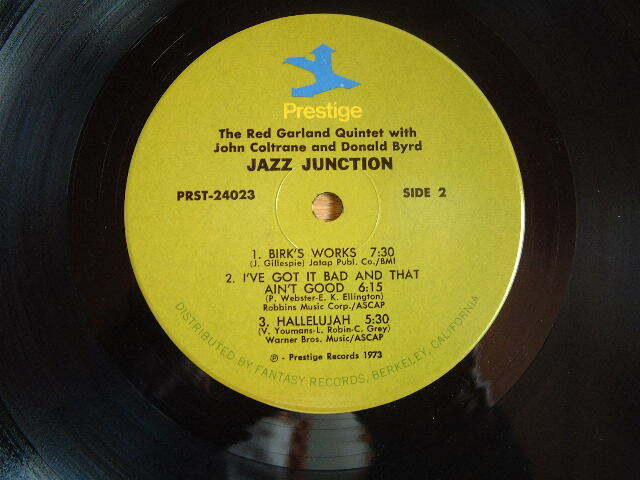 Prestige
The Red Garland Quintet with
John Coltrane and Donald Byrd
JAZZ JUNCTION
PRST-24023
SIDE 2
1. BIRK'S WORKS 7:30
(J. Gillespie) Jatap Publ. Co./BMI
2. I'VE GOT IT BAD AND THAT
AIN'T GOOD 6:15
(P. Webster-E. K. Ellington)
Robbins Music Corp./ASCAP
3. HALLELUJAH 5:30
(V. Youmans-L. Robin-C. Grey)
Warner Bros. Music/ASCAP
℗ - Prestige Records 1973
DISTRIBUTED BY FANTASY RECORDS, BERKELEY, CALIFORNIA